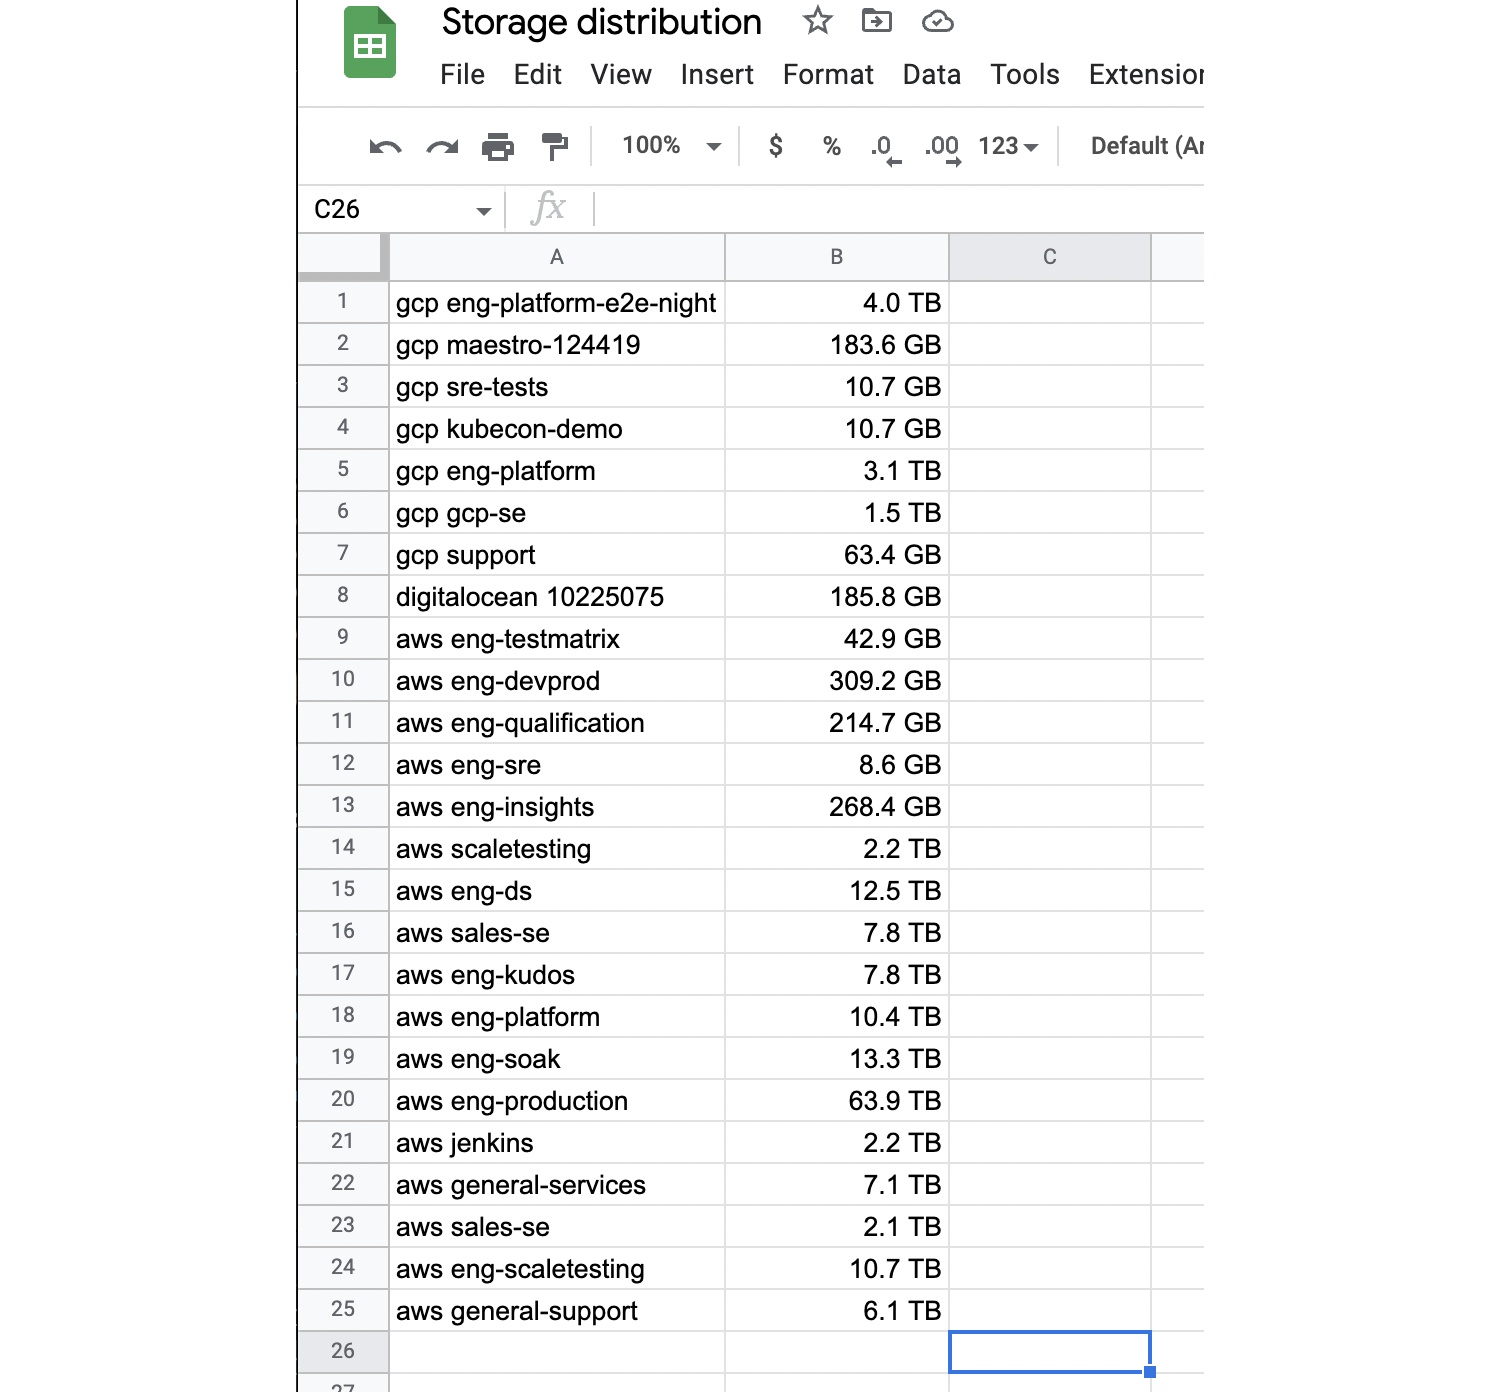 Storage distribution
File Edit View Insert Format Data Tools Extension
100% $ % .0 .00 123 Default (Ar
C26 fx
A B C
1 gcp eng-platform-e2e-night 4.0 TB
2 gcp maestro-124419 183.6 GB
3 gcp sre-tests 10.7 GB
4 gcp kubecon-demo 10.7 GB
5 gcp eng-platform 3.1 TB
6 gcp gcp-se 1.5 TB
7 gcp support 63.4 GB
8 digitalocean 10225075 185.8 GB
9 aws eng-testmatrix 42.9 GB
10 aws eng-devprod 309.2 GB
11 aws eng-qualification 214.7 GB
12 aws eng-sre 8.6 GB
13 aws eng-insights 268.4 GB
14 aws scaletesting 2.2 TB
15 aws eng-ds 12.5 TB
16 aws sales-se 7.8 TB
17 aws eng-kudos 7.8 TB
18 aws eng-platform 10.4 TB
19 aws eng-soak 13.3 TB
20 aws eng-production 63.9 TB
21 aws jenkins 2.2 TB
22 aws general-services 7.1 TB
23 aws sales-se 2.1 TB
24 aws eng-scaletesting 10.7 TB
25 aws general-support 6.1 TB
26
27